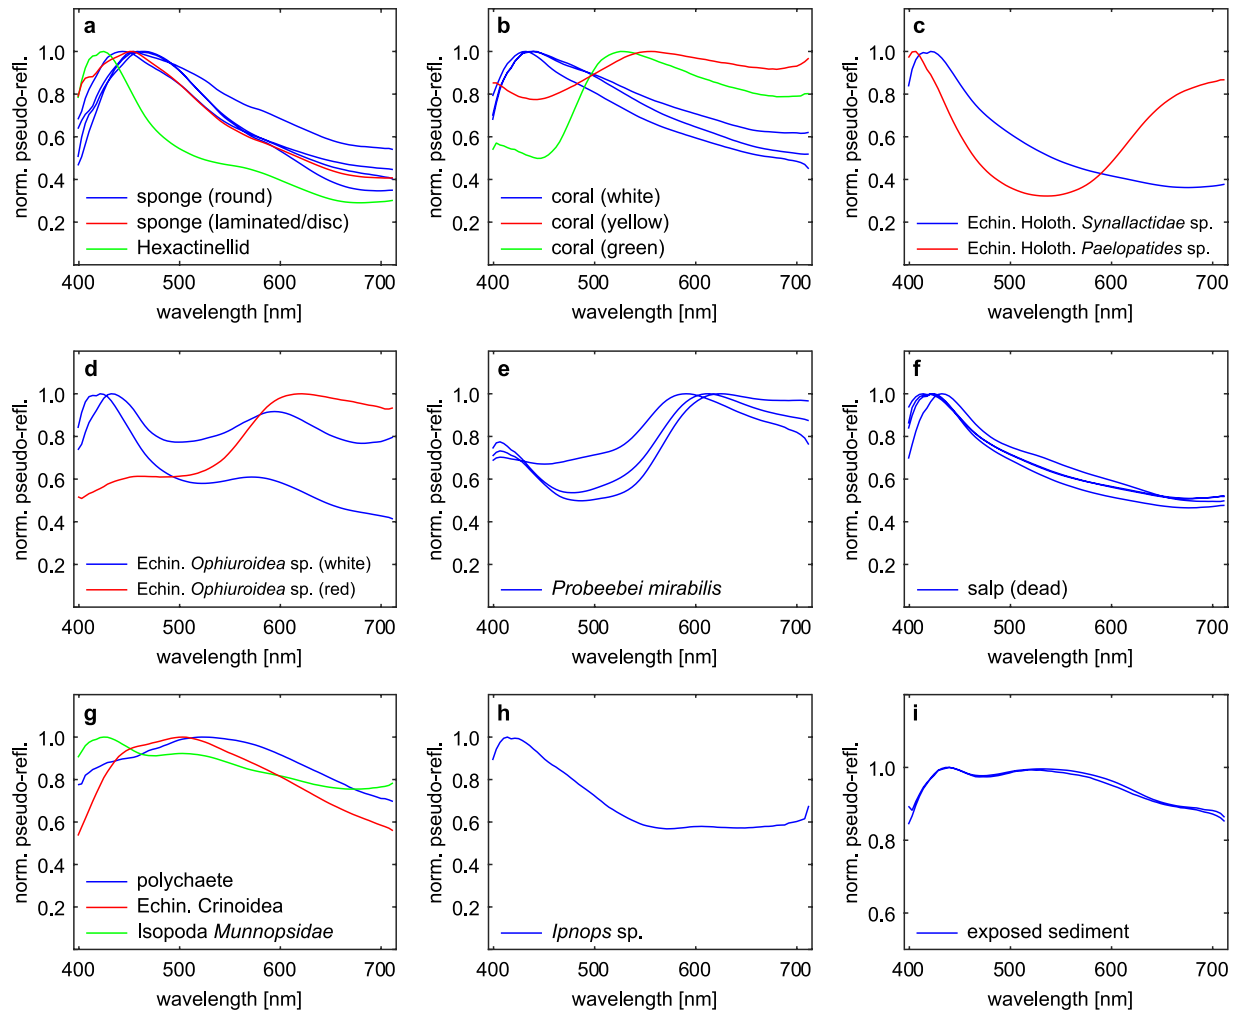 a
norm. pseudo-refl.
1.0
0.8
0.6
0.4
0.2
sponge (round)
sponge (laminated/disc)
Hexactinellid
400 500 600 700
wavelength [nm]
b
norm. pseudo-refl.
1.0
0.8
0.6
0.4
0.2
coral (white)
coral (yellow)
coral (green)
400 500 600 700
wavelength [nm]
c
norm. pseudo-refl.
1.0
0.8
0.6
0.4
0.2
Echin. Holoth. Synallactidae sp.
Echin. Holoth. Paelopatides sp.
400 500 600 700
wavelength [nm]
d
norm. pseudo-refl.
1.0
0.8
0.6
0.4
0.2
Echin. Ophiuroidea sp. (white)
Echin. Ophiuroidea sp. (red)
400 500 600 700
wavelength [nm]
e
norm. pseudo-refl.
1.0
0.8
0.6
0.4
0.2
Probeebei mirabilis
400 500 600 700
wavelength [nm]
f
norm. pseudo-refl.
1.0
0.8
0.6
0.4
0.2
salp (dead)
400 500 600 700
wavelength [nm]
g
norm. pseudo-refl.
1.0
0.8
0.6
0.4
0.2
polychaete
Echin. Crinoidea
Isopoda Munnopsidae
400 500 600 700
wavelength [nm]
h
norm. pseudo-refl.
1.0
0.8
0.6
0.4
0.2
Ipnops sp.
400 500 600 700
wavelength [nm]
i
norm. pseudo-refl.
1.0
0.8
0.6
exposed sediment
400 500 600 700
wavelength [nm]